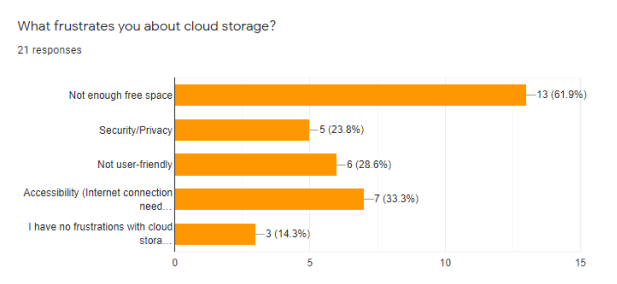 What frustrates you about cloud storage?
21 responses
Not enough free space
13 (61.9%)
Security/Privacy
5 (23.8%)
Not user-friendly
6 (28.6%)
Accessibility (Internet connection
need...
7 (33.3%)
I have no frustrations with cloud
stora...
3 (14.3%)
0 5 10 15